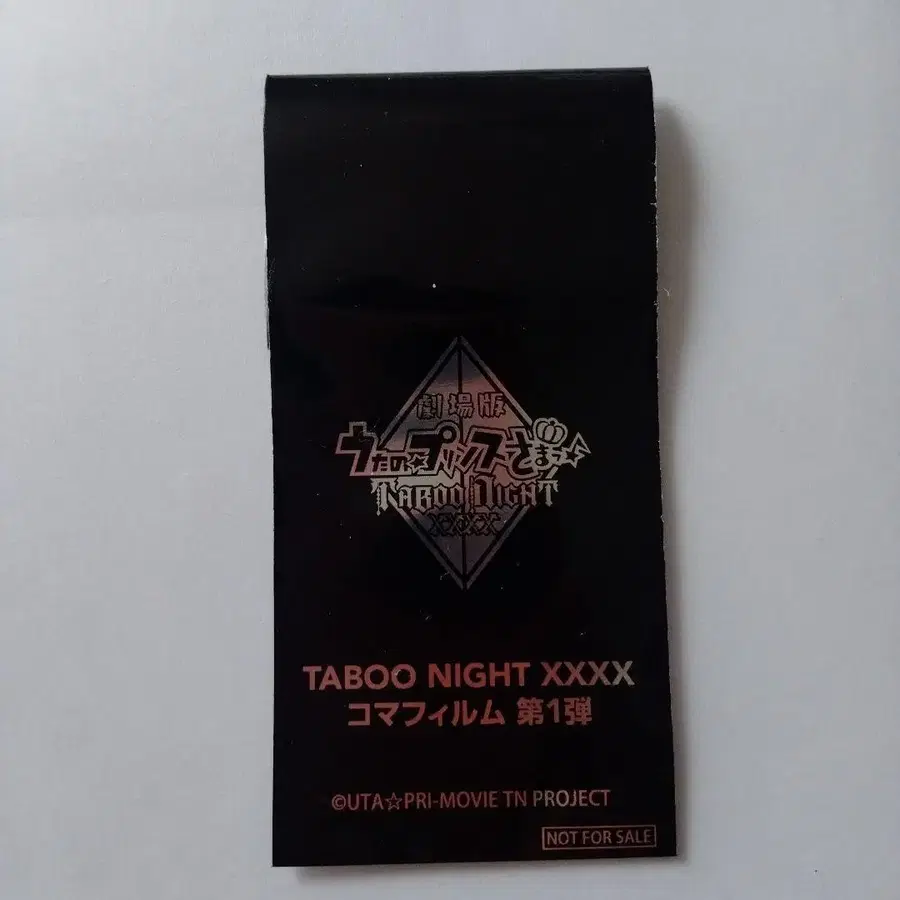 劇場版
うたの☆プリンスさまっ♪
TABOO NIGHT
XXXX
TABOO NIGHT XXXX
コマフィルム 第1弾
©UTA☆PRI-MOVIE TN PROJECT
NOT FOR SALE